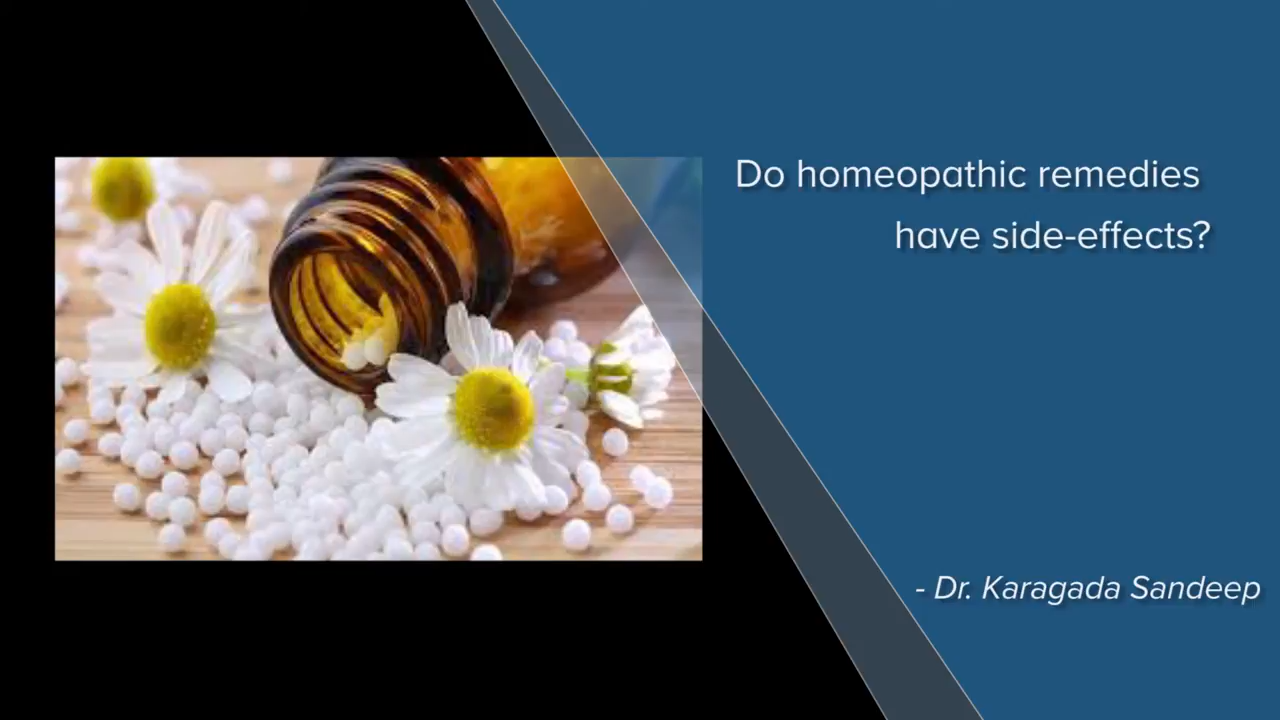 Do homeopathic remedies
have side-effects?
- Dr. Karagada Sandeep